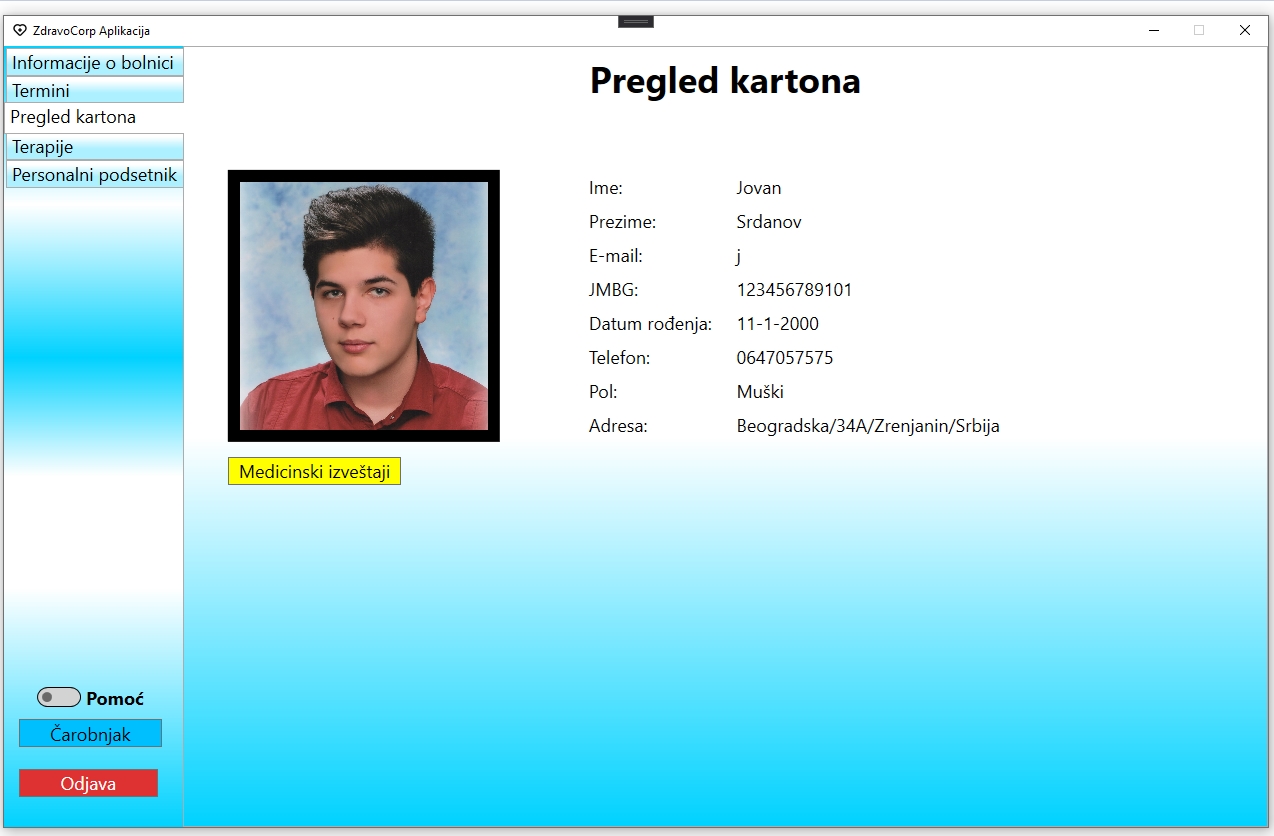 ZdravoCorp Aplikacija
Informacije o bolnici
Termini
Pregled kartona
Terapije
Personalni podsetnik
Pomoć
Čarobnjak
Odjava
Pregled kartona
Ime: Jovan
Prezime: Srdanov
E-mail: j
JMBG: 123456789101
Datum rođenja: 11-1-2000
Telefon: 0647057575
Pol: Muški
Adresa: Beogradska/34A/Zrenjanin/Srbija
Medicinski izveštaji